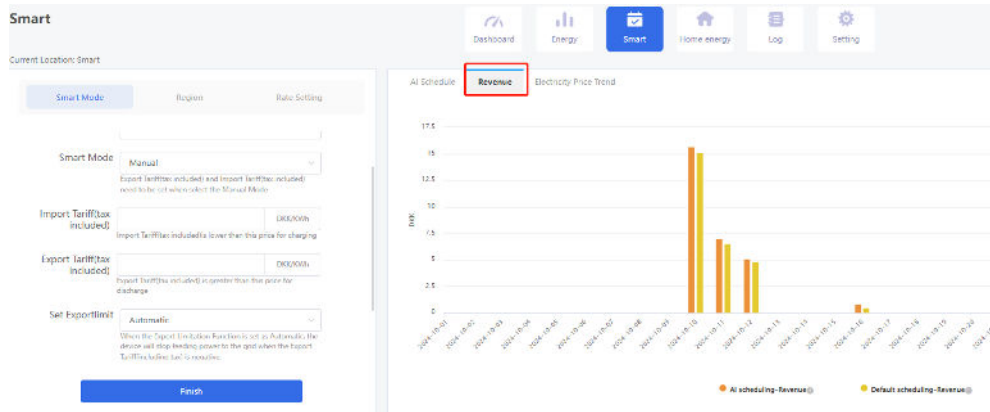 Smart
Dashboard
Energy
Smart
Home energy
Log
Setting
Current Location: Smart
Smart Mode
Region
Rate Setting
Smart Mode
Manual
Export Tariff(tax included) and Import Tariff(tax included)
need to be set when select the Manual Mode
Import Tariff(tax
included)
DKK/KWh
Import Tariff(tax included)is lower than this price for charging
Export Tariff(tax
included)
DKK/KWh
Export Tariff(tax included) is greater than this price for
discharge
Set Exportlimit
Automatic
When the Export Limitation Function is set as Automatic, the
device will stop feeding power to the grid when the Export
Tariff(including tax) is negative.
Finish
AI Schedule
Revenue
Electricity Price Trend
17.5
15
12.5
10
7.5
5
2.5
0
DKK
2024-10-01
2024-10-02
2024-10-03
2024-10-04
2024-10-05
2024-10-06
2024-10-07
2024-10-08
2024-10-09
2024-10-10
2024-10-11
2024-10-12
2024-10-13
2024-10-14
2024-10-15
2024-10-16
2024-10-17
2024-10-18
2024-10-19
2024-10-20
AI scheduling-Revenue
Default scheduling-Revenue